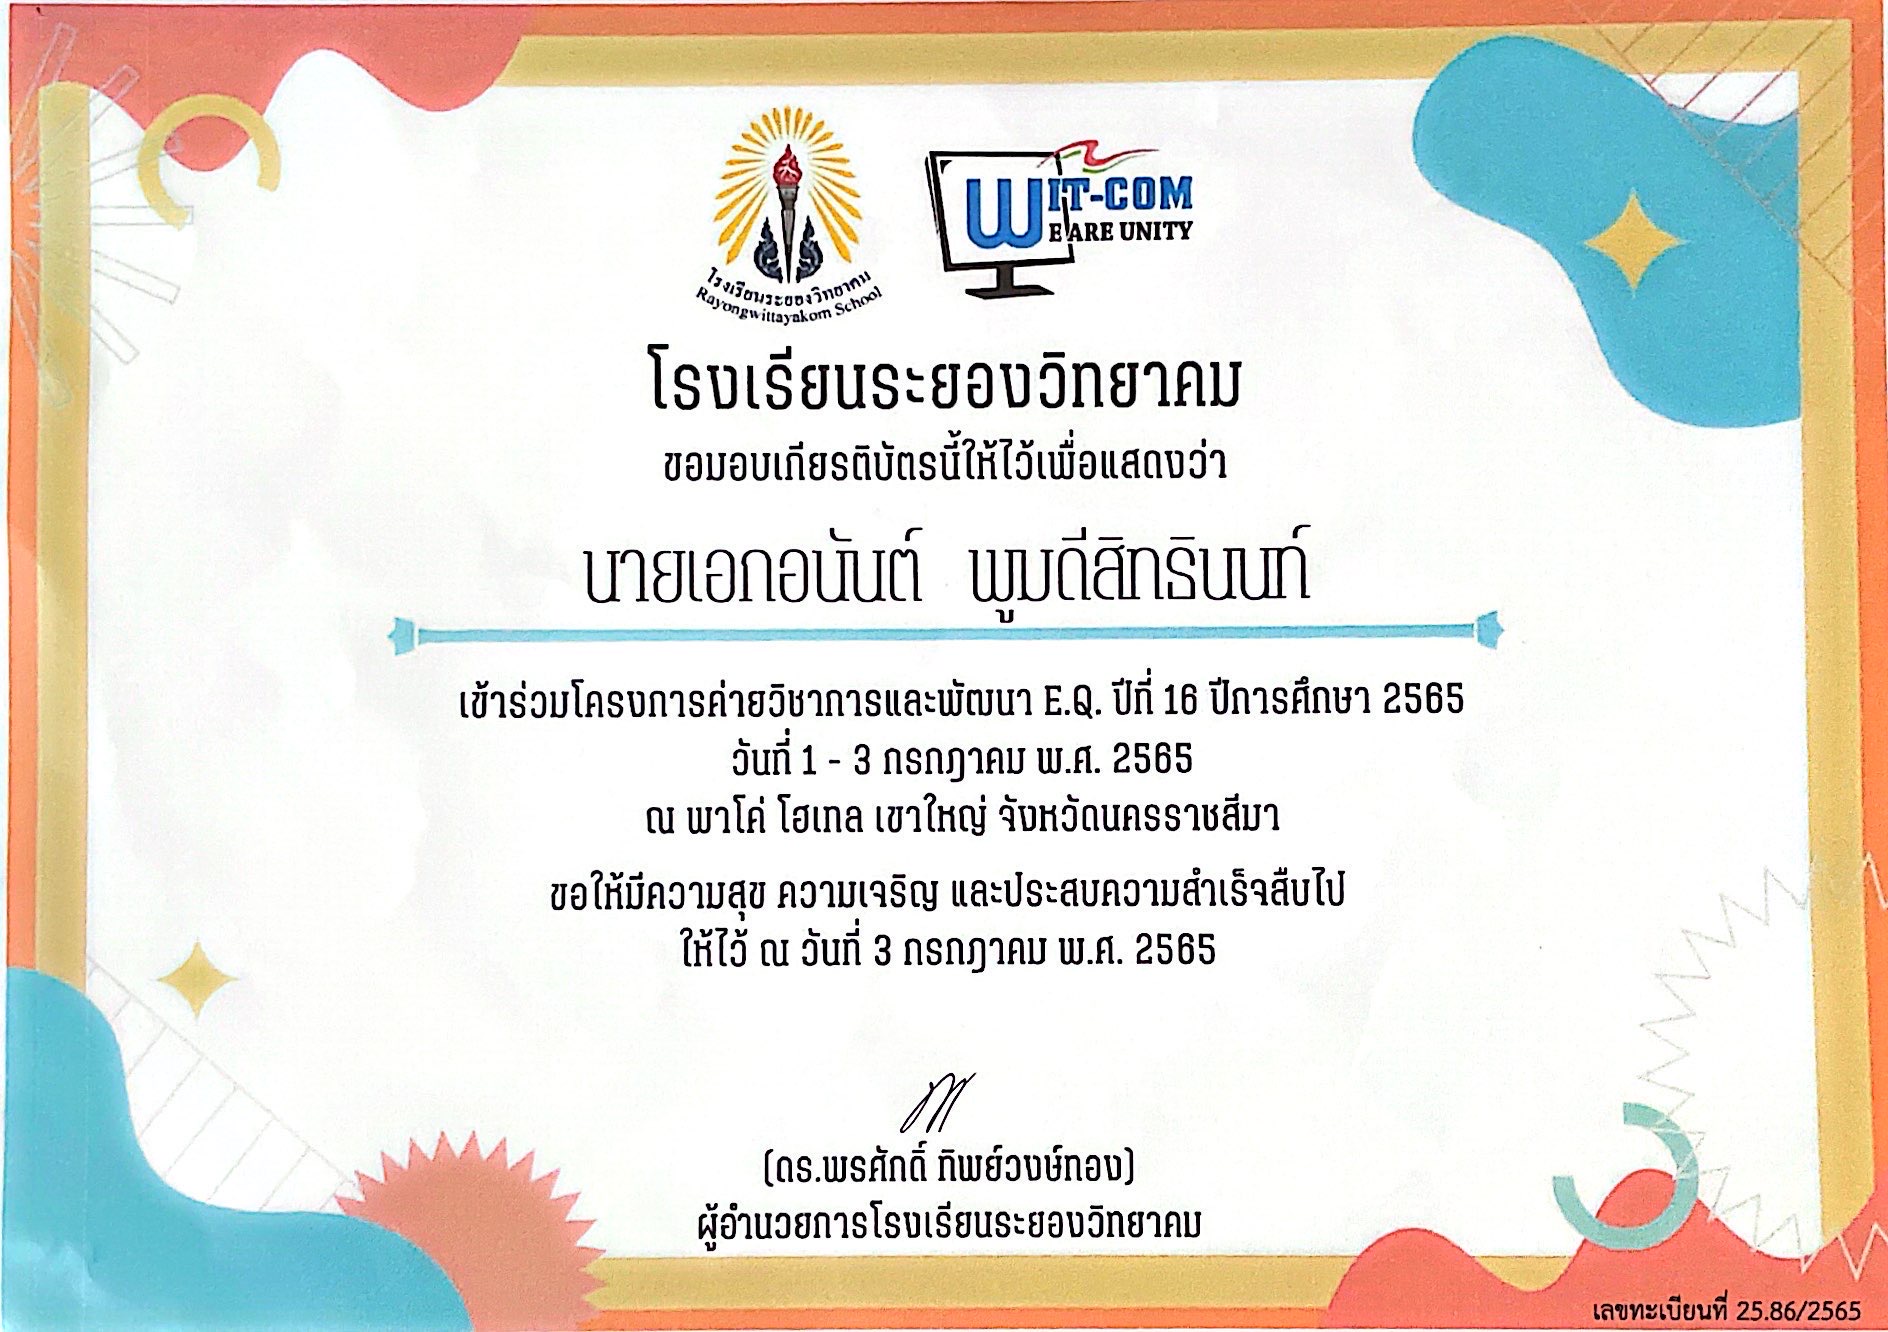 โรงเรียนระยองวิทยาคม
Rayongwittayakom School
WIT-COM
WE ARE UNITY
โรงเรียนระยองวิทยาคม
ขอมอบเกียรติบัตรนี้ให้ไว้เพื่อแสดงว่า
นายเอกอนันต์ พูมดีสิทธินนท์
เข้าร่วมโครงการค่ายวิชาการและพัฒนา E.Q. ปีที่ 16 ปีการศึกษา 2565
วันที่ 1 - 3 กรกฎาคม พ.ศ. 2565
ณ พาโค่ โฮเทล เขาใหญ่ จังหวัดนครราชสีมา
ขอให้มีความสุข ความเจริญ และประสบความสำเร็จสืบไป
ให้ไว้ ณ วันที่ 3 กรกฎาคม พ.ศ. 2565
(ดร.พรศักดิ์ ทิพย์วงษ์ทอง)
ผู้อำนวยการโรงเรียนระยองวิทยาคม
เลขทะเบียนที่ 25.86/2565